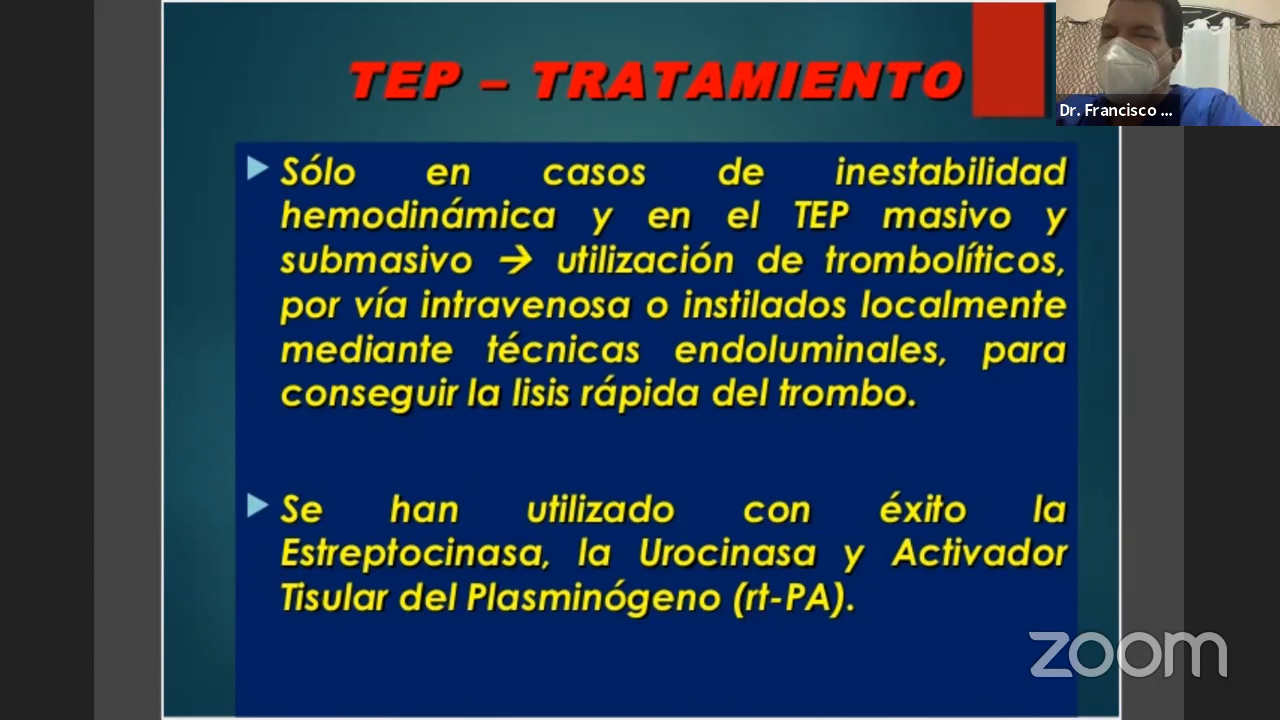 TEP – TRATAMIENTO
Dr. Francisco ...
Sólo en casos de inestabilidad
hemodinámica y en el TEP masivo y
submasivo → utilización de trombolíticos,
por vía intravenosa o instilados localmente
mediante técnicas endoluminales, para
conseguir la lisis rápida del trombo.
Se han utilizado con éxito la
Estreptocinasa, la Urocinasa y Activador
Tisular del Plasminógeno (rt-PA).
zoom